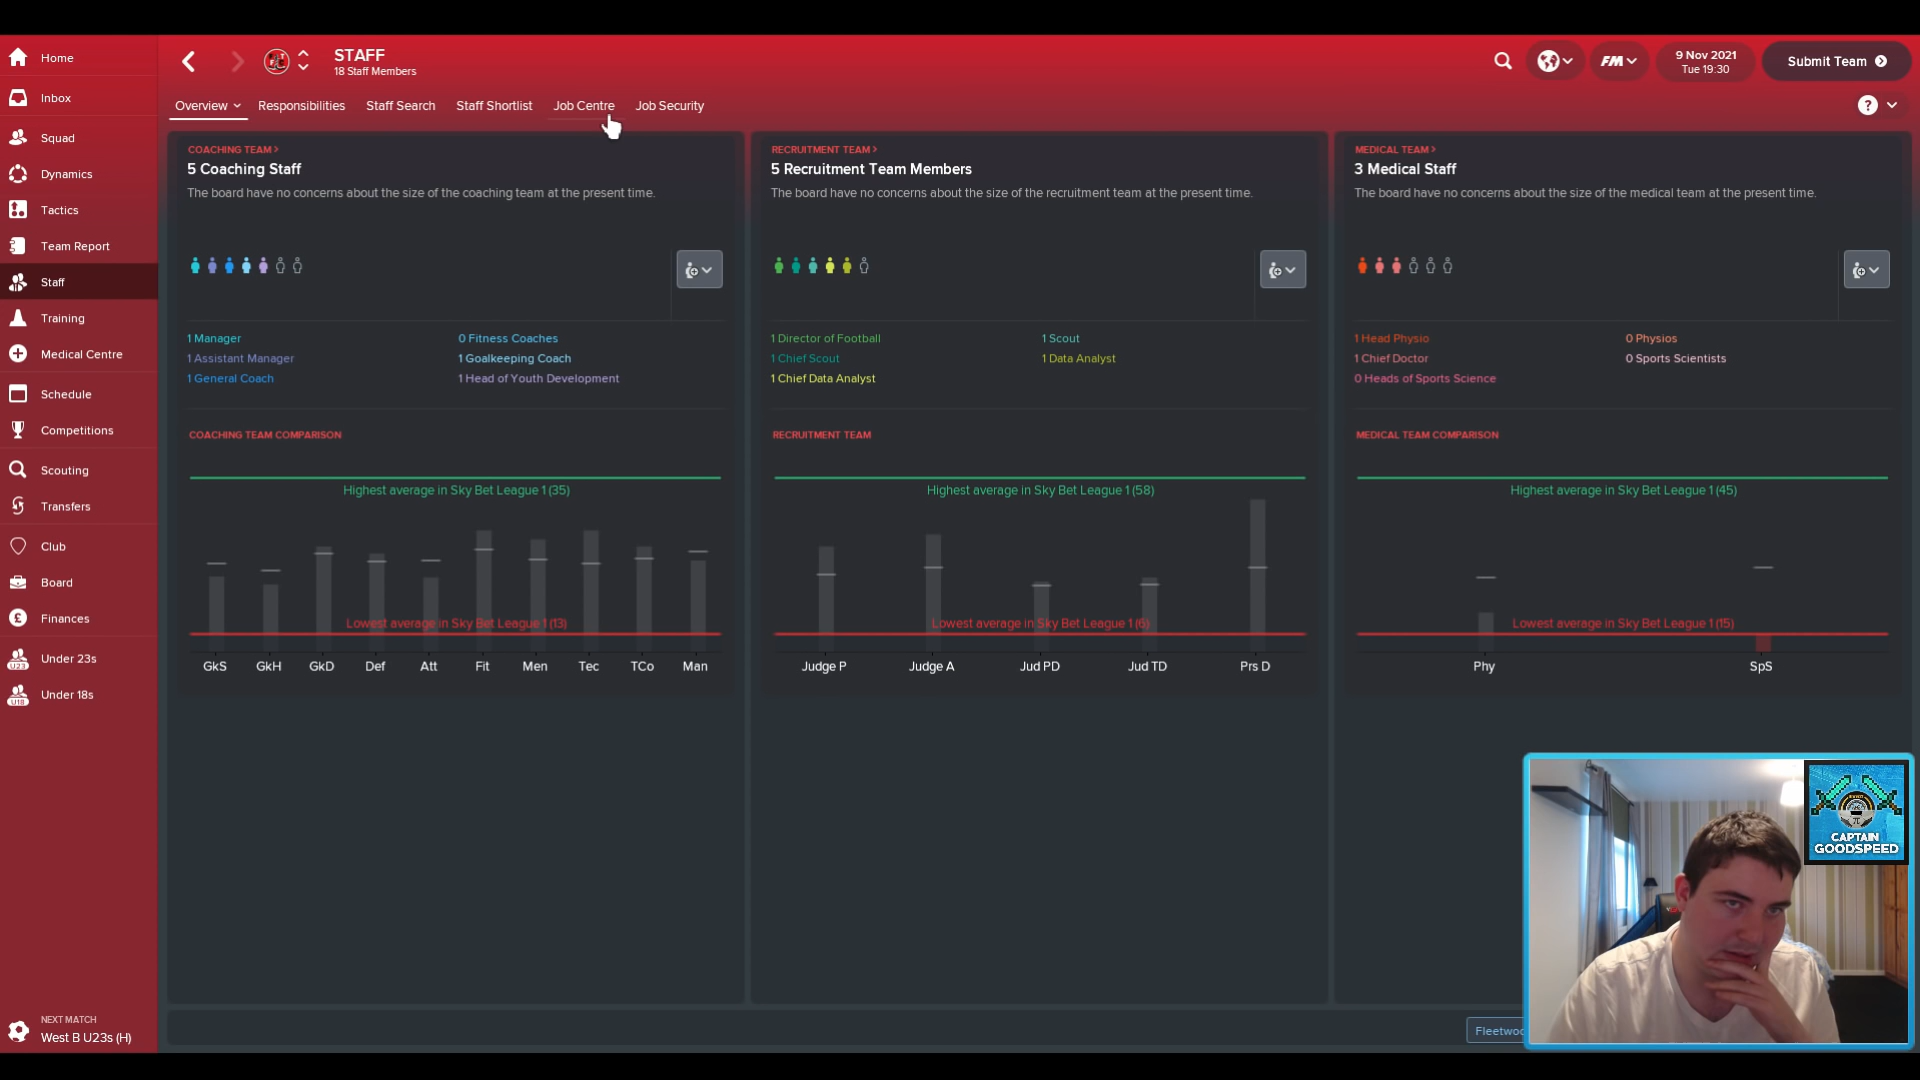 Home
Inbox
Squad
Dynamics
Tactics
Team Report
Staff
Training
Medical Centre
Schedule
Competitions
Scouting
Transfers
Club
Board
Finances
Under 23s
Under 18s
U23
U18
NEXT MATCH
West B U23s (H)
STAFF
18 Staff Members
FM
9 Nov 2021
Tue 19:30
Submit Team
Overview
Responsibilities
Staff Search
Staff Shortlist
Job Centre
Job Security
?
COACHING TEAM >
5 Coaching Staff
The board have no concerns about the size of the coaching team at the present time.
1 Manager
0 Fitness Coaches
1 Assistant Manager
1 Goalkeeping Coach
1 General Coach
1 Head of Youth Development
COACHING TEAM COMPARISON
Highest average in Sky Bet League 1 (35)
Lowest average in Sky Bet League 1 (13)
GkS GkH GkD Def Att Fit Men Tec TCo Man
RECRUITMENT TEAM >
5 Recruitment Team Members
The board have no concerns about the size of the recruitment team at the present time.
1 Director of Football
1 Scout
1 Chief Scout
1 Data Analyst
1 Chief Data Analyst
RECRUITMENT TEAM
Highest average in Sky Bet League 1 (58)
Lowest average in Sky Bet League 1 (6)
Judge P Judge A Jud PD Jud TD Prs D
MEDICAL TEAM >
3 Medical Staff
The board have no concerns about the size of the medical team at the present time.
1 Head Physio
0 Physios
1 Chief Doctor
0 Sports Scientists
0 Heads of Sports Science
MEDICAL TEAM COMPARISON
Highest average in Sky Bet League 1 (45)
Lowest average in Sky Bet League 1 (15)
Phy SpS
Fleetwoo
CAPTAIN
GOODSPEED